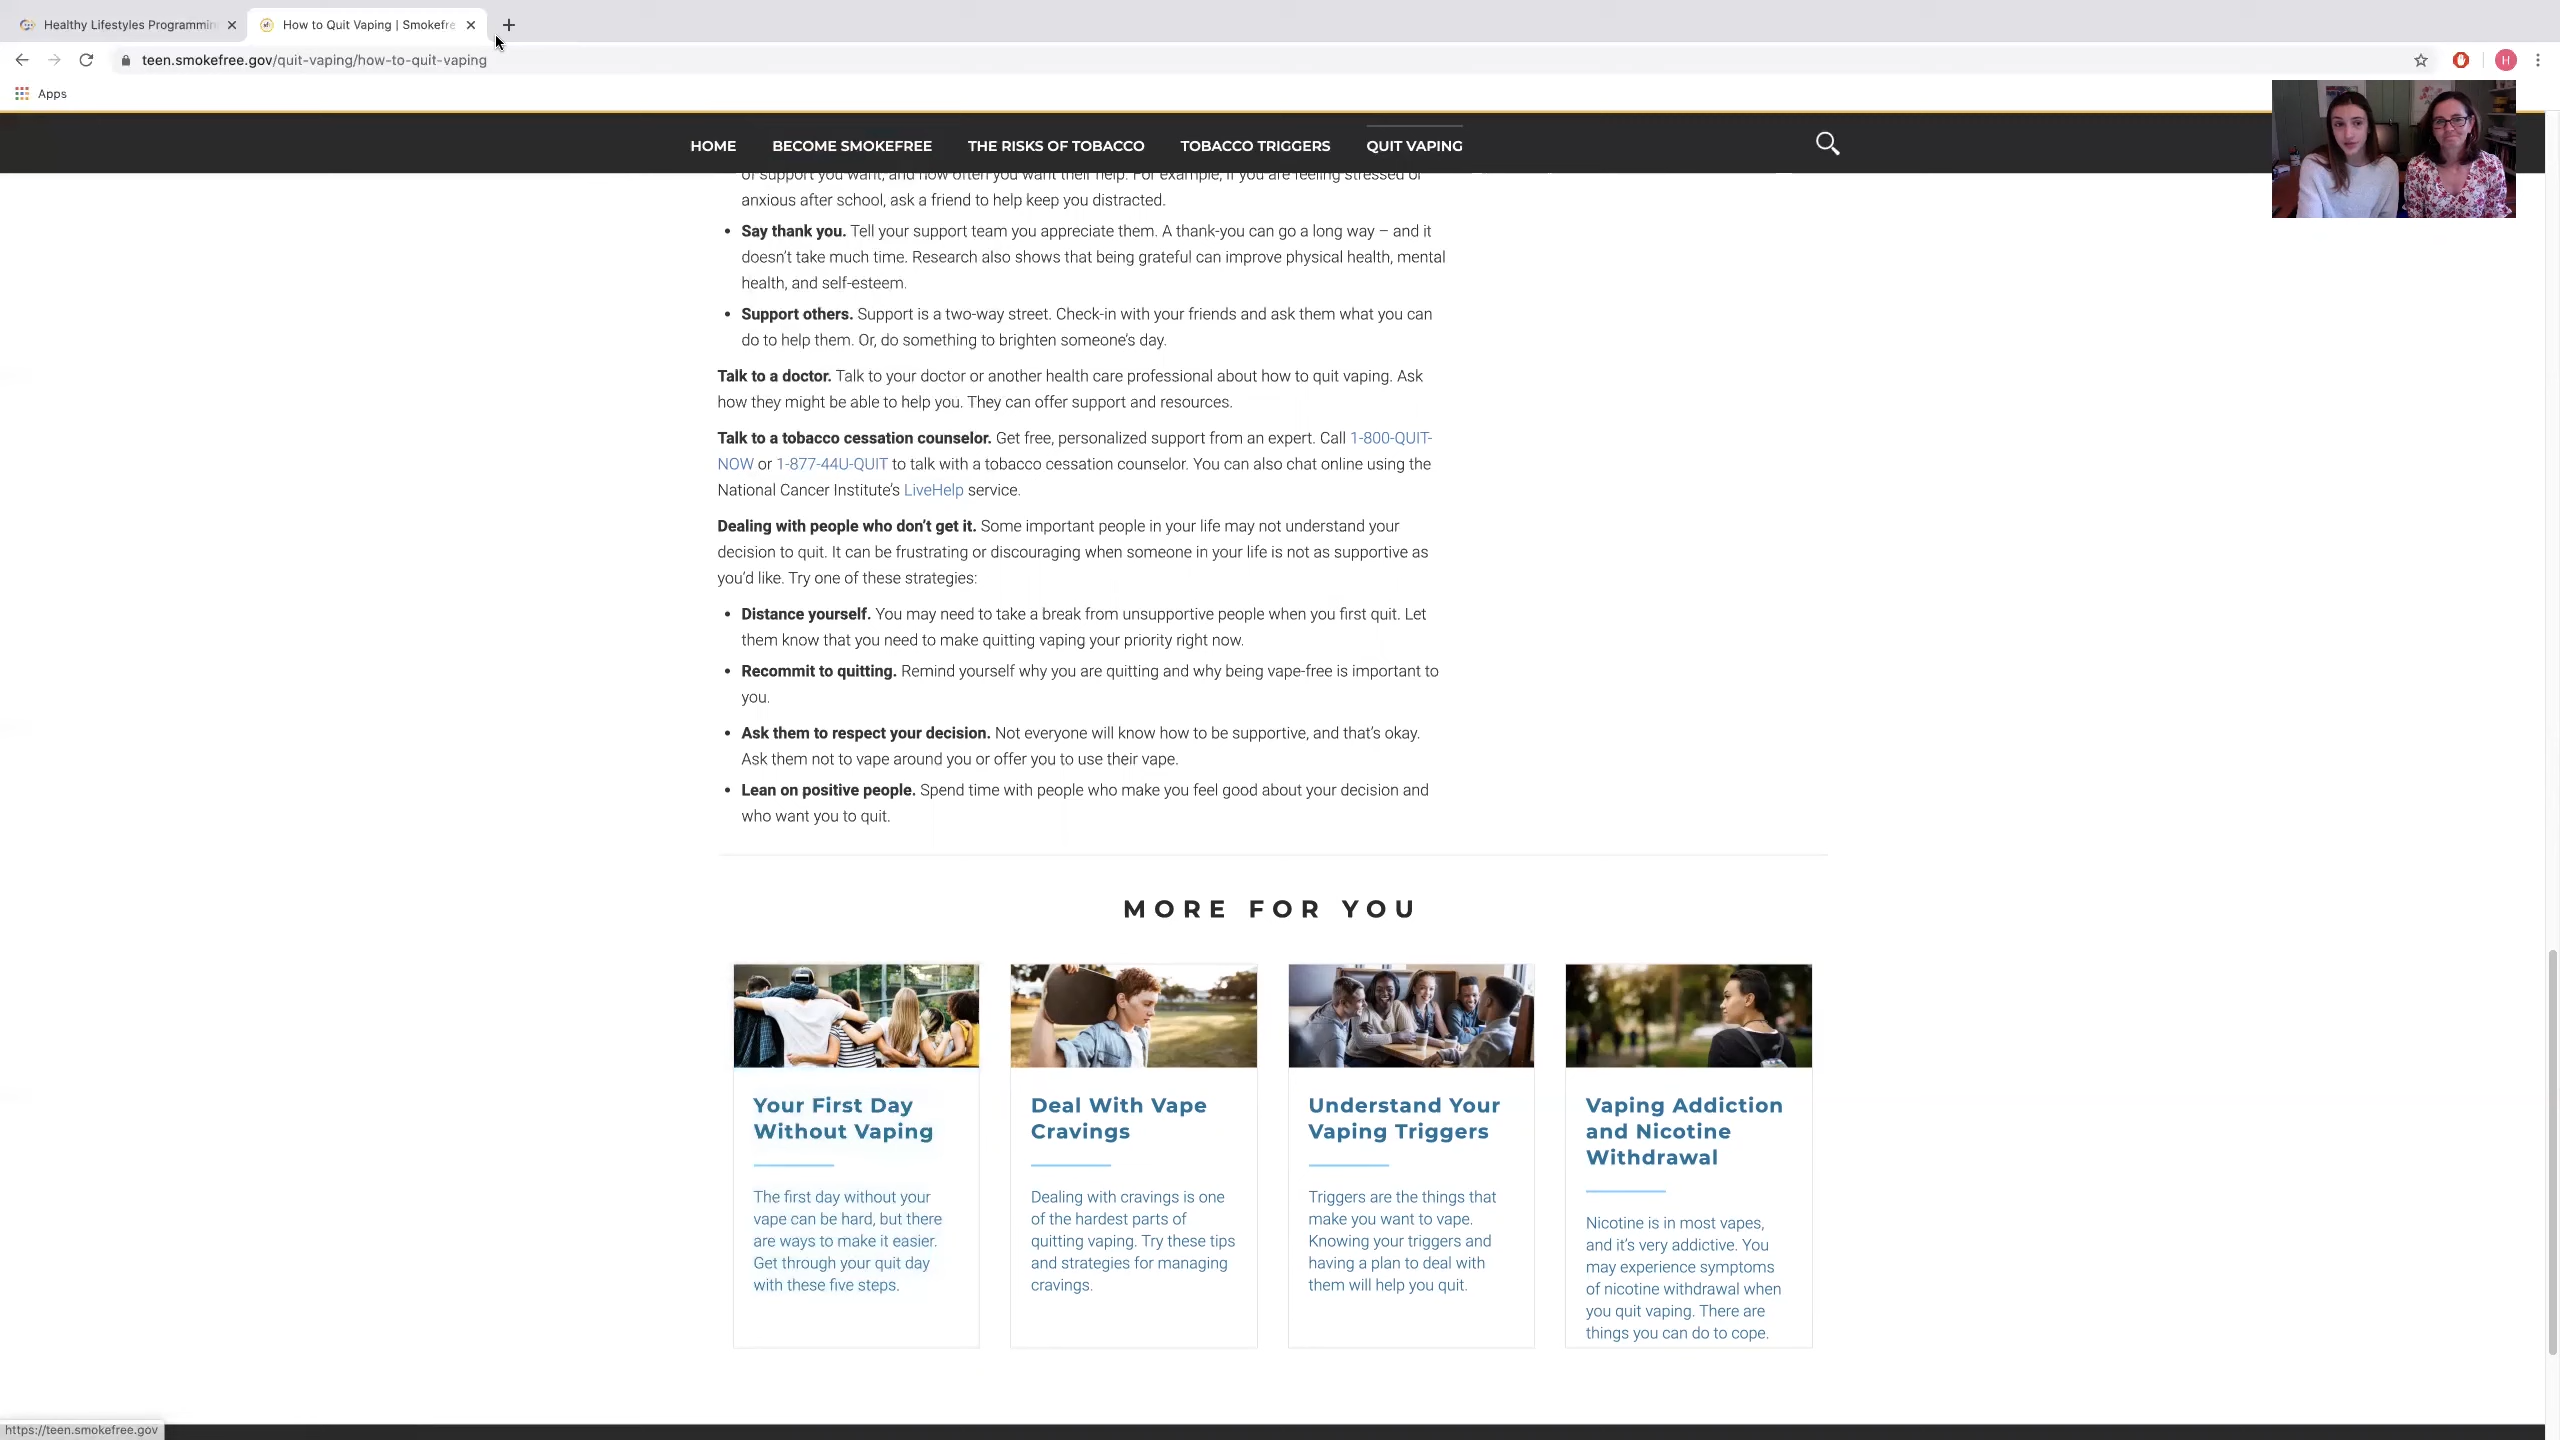 Healthy Lifestyles Programmin
How to Quit Vaping | Smokefre
teen.smokefree.gov/quit-vaping/how-to-quit-vaping
H
Apps
HOME BECOME SMOKEFREE THE RISKS OF TOBACCO TOBACCO TRIGGERS QUIT VAPING
of support you want, and how often you want their help. For example, if you are feeling stressed or
anxious after school, ask a friend to help keep you distracted.
• Say thank you. Tell your support team you appreciate them. A thank-you can go a long way – and it
doesn't take much time. Research also shows that being grateful can improve physical health, mental
health, and self-esteem.
• Support others. Support is a two-way street. Check-in with your friends and ask them what you can
do to help them. Or, do something to brighten someone's day.
Talk to a doctor. Talk to your doctor or another health care professional about how to quit vaping. Ask
how they might be able to help you. They can offer support and resources.
Talk to a tobacco cessation counselor. Get free, personalized support from an expert. Call 1-800-QUIT-
NOW or 1-877-44U-QUIT to talk with a tobacco cessation counselor. You can also chat online using the
National Cancer Institute's LiveHelp service.
Dealing with people who don't get it. Some important people in your life may not understand your
decision to quit. It can be frustrating or discouraging when someone in your life is not as supportive as
you'd like. Try one of these strategies:
• Distance yourself. You may need to take a break from unsupportive people when you first quit. Let
them know that you need to make quitting vaping your priority right now.
• Recommit to quitting. Remind yourself why you are quitting and why being vape-free is important to
you.
• Ask them to respect your decision. Not everyone will know how to be supportive, and that's okay.
Ask them not to vape around you or offer you to use their vape.
• Lean on positive people. Spend time with people who make you feel good about your decision and
who want you to quit.
MORE FOR YOU
Your First Day
Without Vaping
The first day without your
vape can be hard, but there
are ways to make it easier.
Get through your quit day
with these five steps.
Deal With Vape
Cravings
Dealing with cravings is one
of the hardest parts of
quitting vaping. Try these tips
and strategies for managing
cravings.
Understand Your
Vaping Triggers
Triggers are the things that
make you want to vape.
Knowing your triggers and
having a plan to deal with
them will help you quit.
Vaping Addiction
and Nicotine
Withdrawal
Nicotine is in most vapes,
and it's very addictive. You
may experience symptoms
of nicotine withdrawal when
you quit vaping. There are
things you can do to cope.
https://teen.smokefree.gov